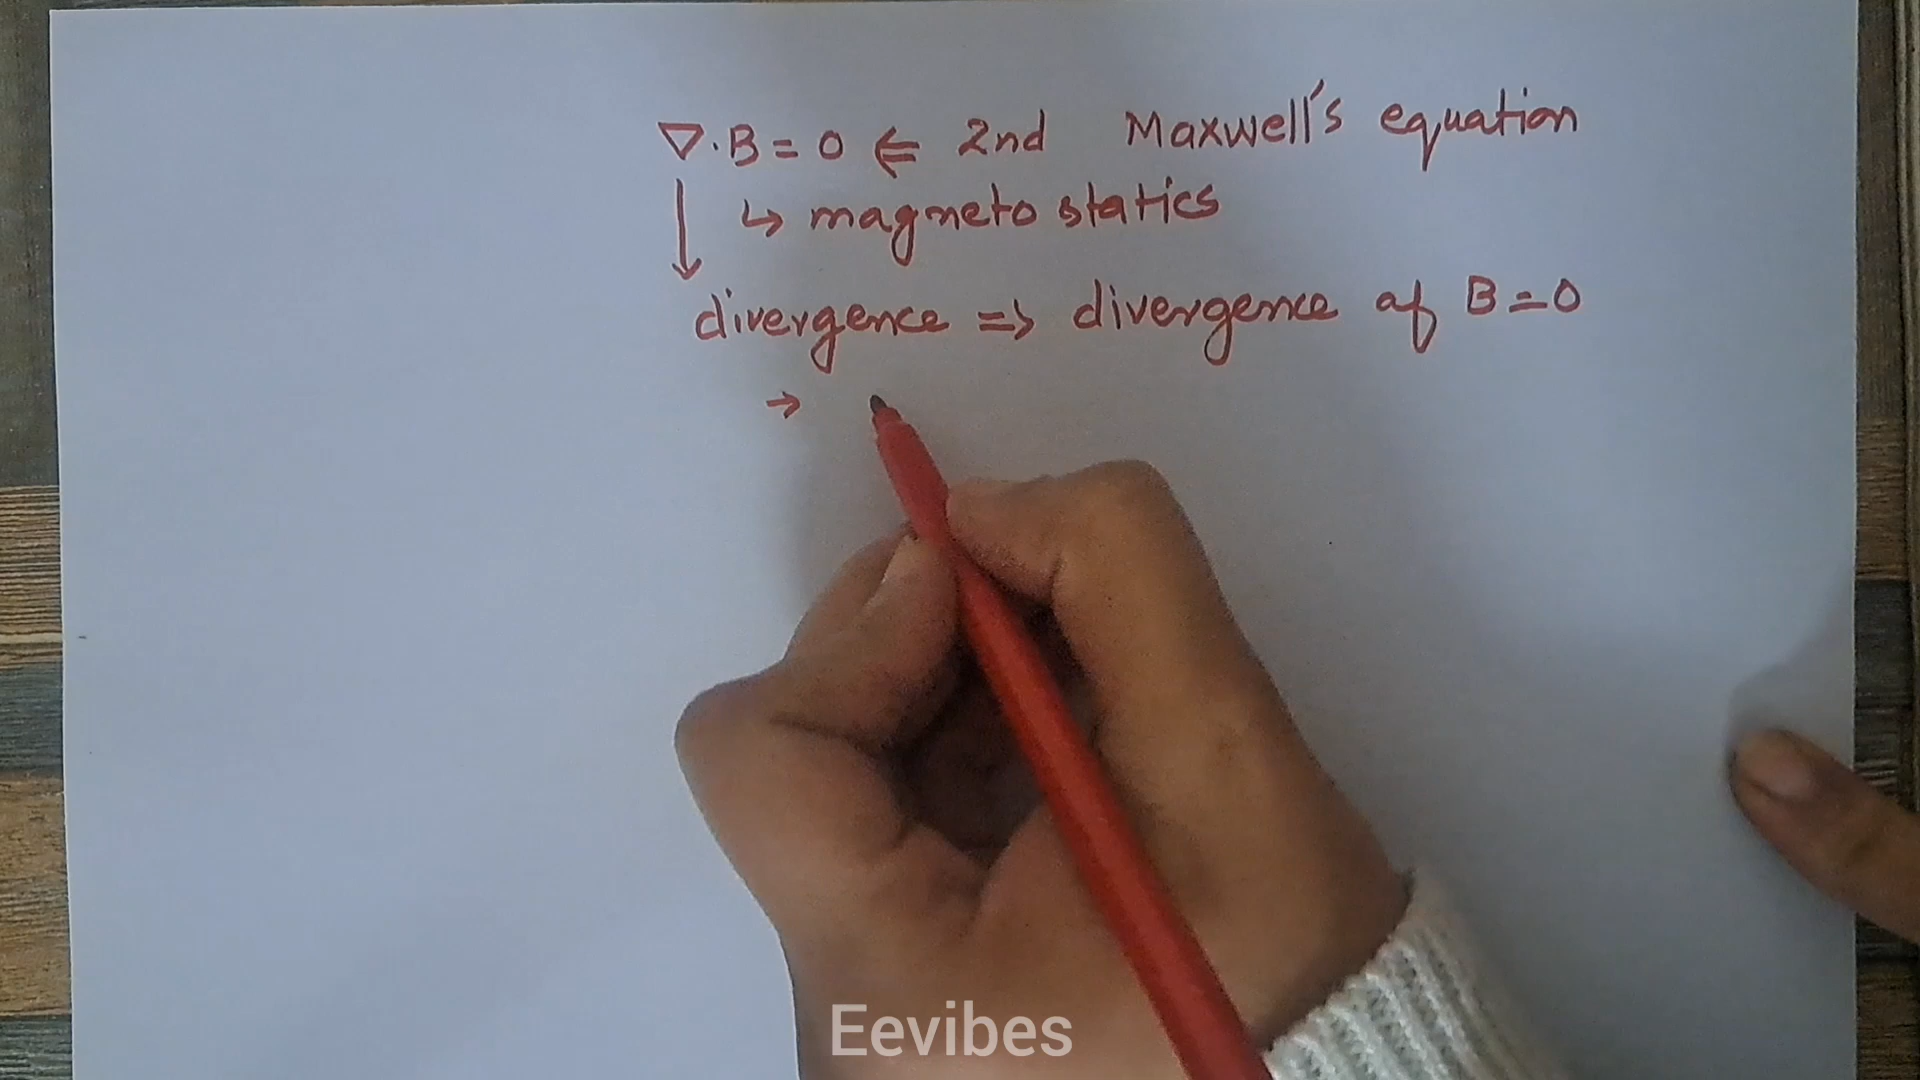 ∇·B = 0 ⇐ 2nd Maxwell's equation
↳ magneto statics
↓
divergence ⇒ divergence of B = 0
→
Eevibes